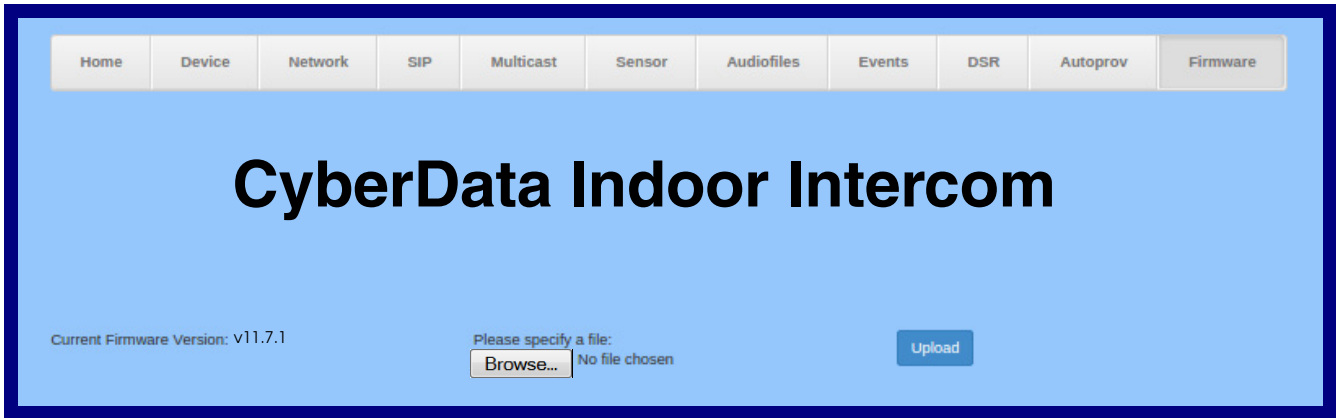 Home Device Network SIP Multicast Sensor Audiofiles Events DSR Autoprov Firmware
CyberData Indoor Intercom
Current Firmware Version: v11.7.1
Please specify a file:
Browse... No file chosen
Upload